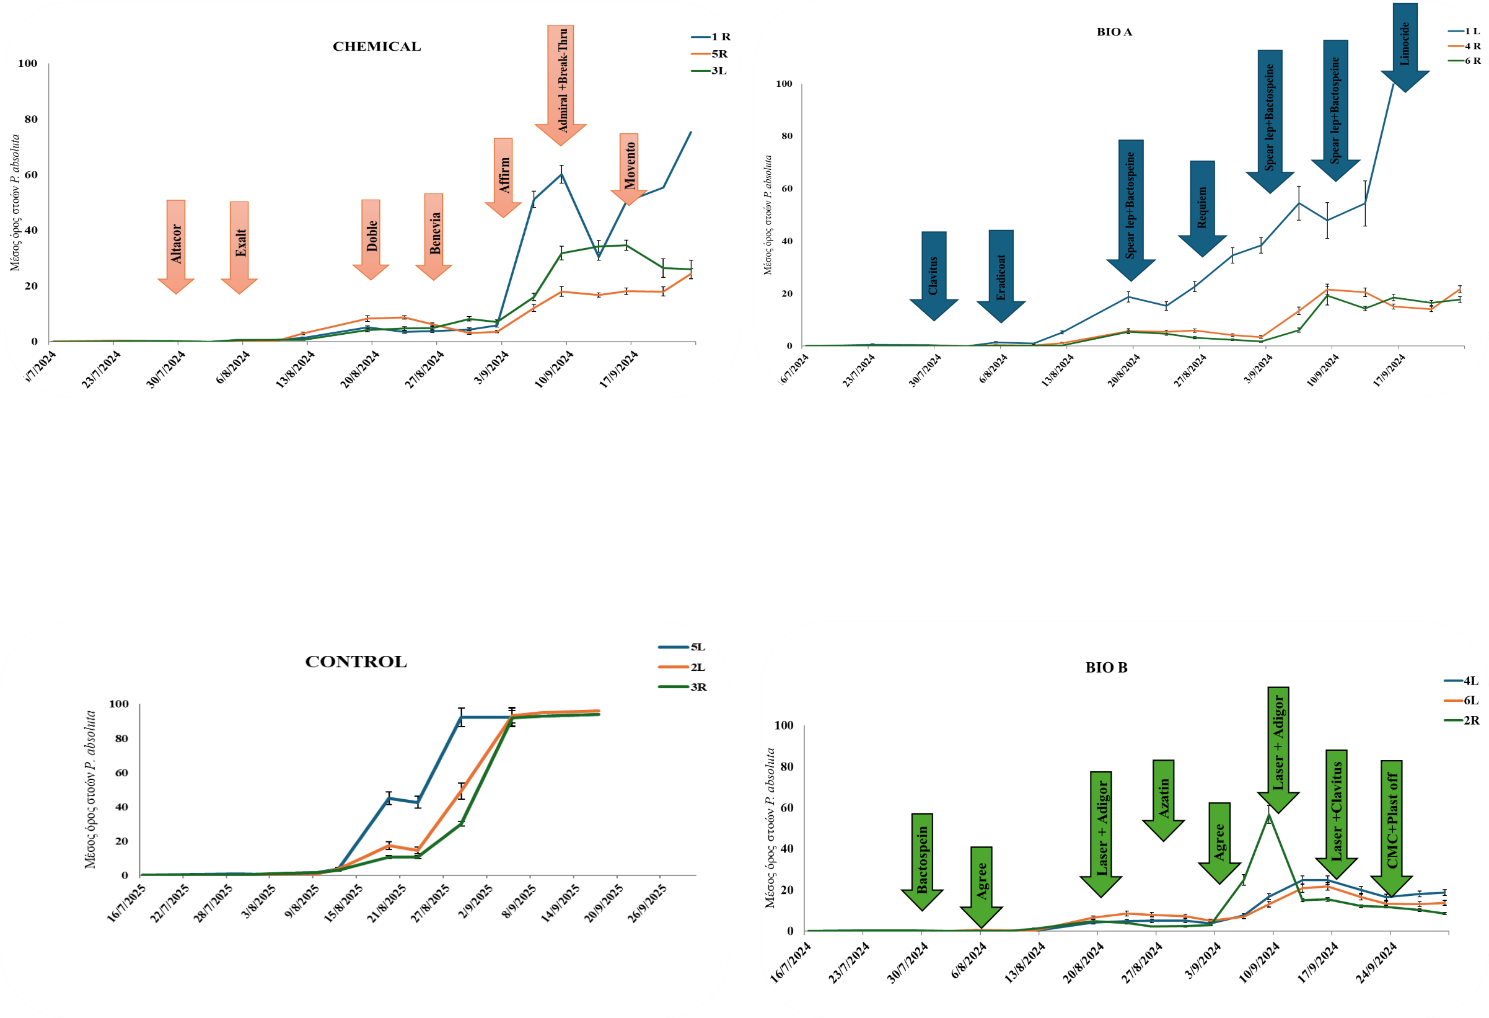 CHEMICAL
1 R
5R
3L
Μέσος όρος στοών P. absoluta
100
80
60
40
20
0
Altacor
Exalt
Doble
Benevia
Affirm
Admiral +Break-Thru
Movento
/7/2024
23/7/2024
30/7/2024
6/8/2024
13/8/2024
20/8/2024
27/8/2024
3/9/2024
10/9/2024
17/9/2024
BIO A
1 L
4 R
6 R
Μέσος όρος στοών P. absoluta
100
80
60
40
20
0
Clavitus
Eradicoat
Spear lep+Bactospeine
Requiem
Spear lep+Bactospeine
Spear lep+Bactospeine
Limocide
16/7/2024
23/7/2024
30/7/2024
6/8/2024
13/8/2024
20/8/2024
27/8/2024
3/9/2024
10/9/2024
17/9/2024
CONTROL
5L
2L
3R
Μέσος όρος στοών P. absoluta
100
80
60
40
20
0
16/7/2025
22/7/2025
28/7/2025
3/8/2025
9/8/2025
15/8/2025
21/8/2025
27/8/2025
2/9/2025
8/9/2025
14/9/2025
20/9/2025
26/9/2025
BIO B
4L
6L
2R
Μέσος όρος στοών P. absoluta
100
80
60
40
20
0
Bactospein
Agree
Laser + Adigor
Azatin
Agree
Laser + Adigor
Laser +Clavitus
CMC+Plast off
16/7/2024
23/7/2024
30/7/2024
6/8/2024
13/8/2024
20/8/2024
27/8/2024
3/9/2024
10/9/2024
17/9/2024
24/9/2024